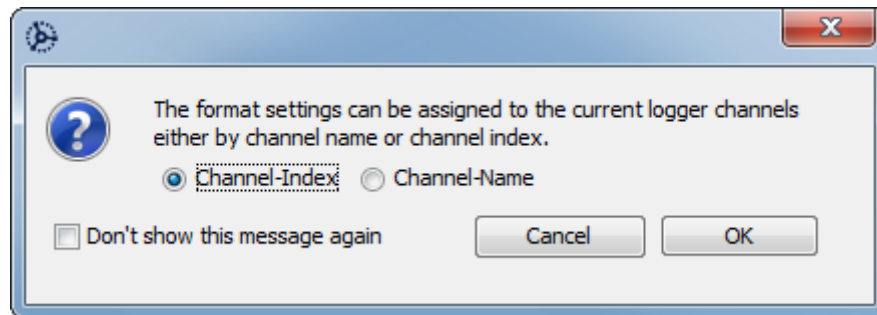 The format settings can be assigned to the current logger channels
either by channel name or channel index.
Channel-Index Channel-Name
Don't show this message again Cancel OK